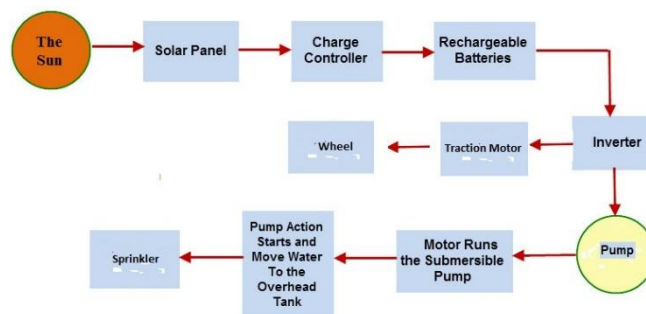 The
Sun
Solar Panel
Charge
Controller
Rechargeable
Batteries
Wheel
Traction Motor
Inverter
Sprinkler
Pump Action
Starts and
Move Water
To the
Overhead
Tank
Motor Runs
the Submersible
Pump
Pump